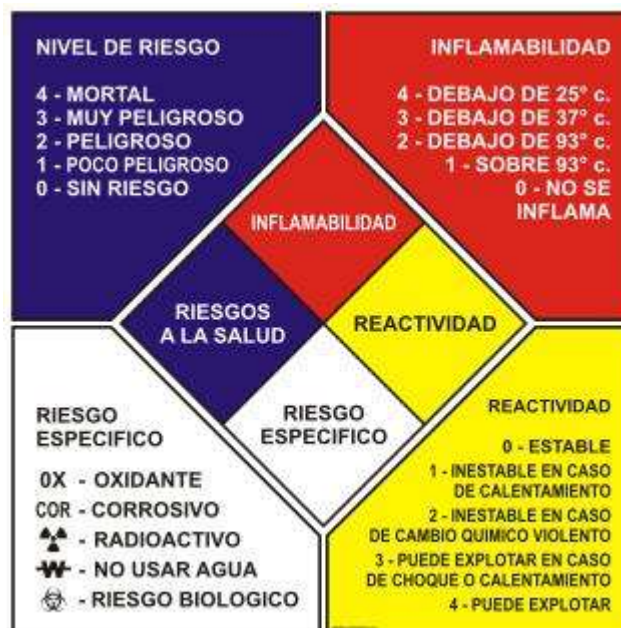 NIVEL DE RIESGO
4 - MORTAL
3 - MUY PELIGROSO
2 - PELIGROSO
1 - POCO PELIGROSO
0 - SIN RIESGO
INFLAMABILIDAD
4 - DEBAJO DE 25° c.
3 - DEBAJO DE 37° c.
2 - DEBAJO DE 93° c.
1 - SOBRE 93° c.
0 - NO SE
INFLAMA
INFLAMABILIDAD
RIESGOS
A LA SALUD
REACTIVIDAD
RIESGO
ESPECIFICO
RIESGO
ESPECIFICO
0X - OXIDANTE
COR - CORROSIVO
- RADIOACTIVO
W - NO USAR AGUA
- RIESGO BIOLOGICO
REACTIVIDAD
0 - ESTABLE
1 - INESTABLE EN CASO
DE CALENTAMIENTO
2 - INESTABLE EN CASO
DE CAMBIO QUIMICO VIOLENTO
3 - PUEDE EXPLOTAR EN CASO
DE CHOQUE O CALENTAMIENTO
4 - PUEDE EXPLOTAR